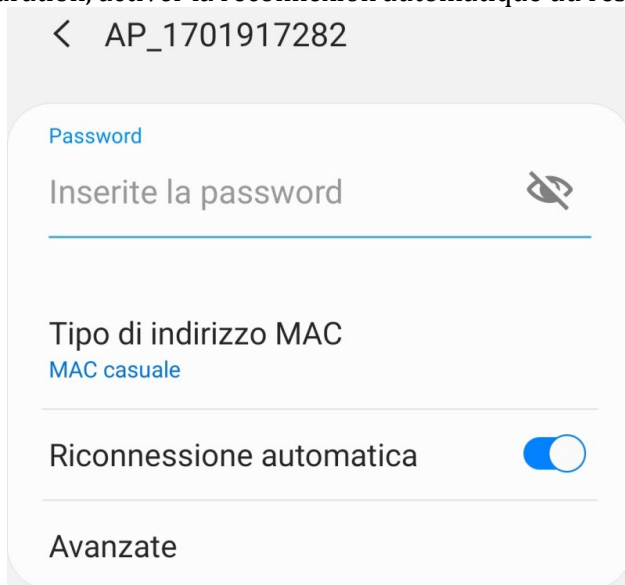 AP_1701917282
Password
Inserite la password
Tipo di indirizzo MAC
MAC casuale
Riconnessione automatica
Avanzate